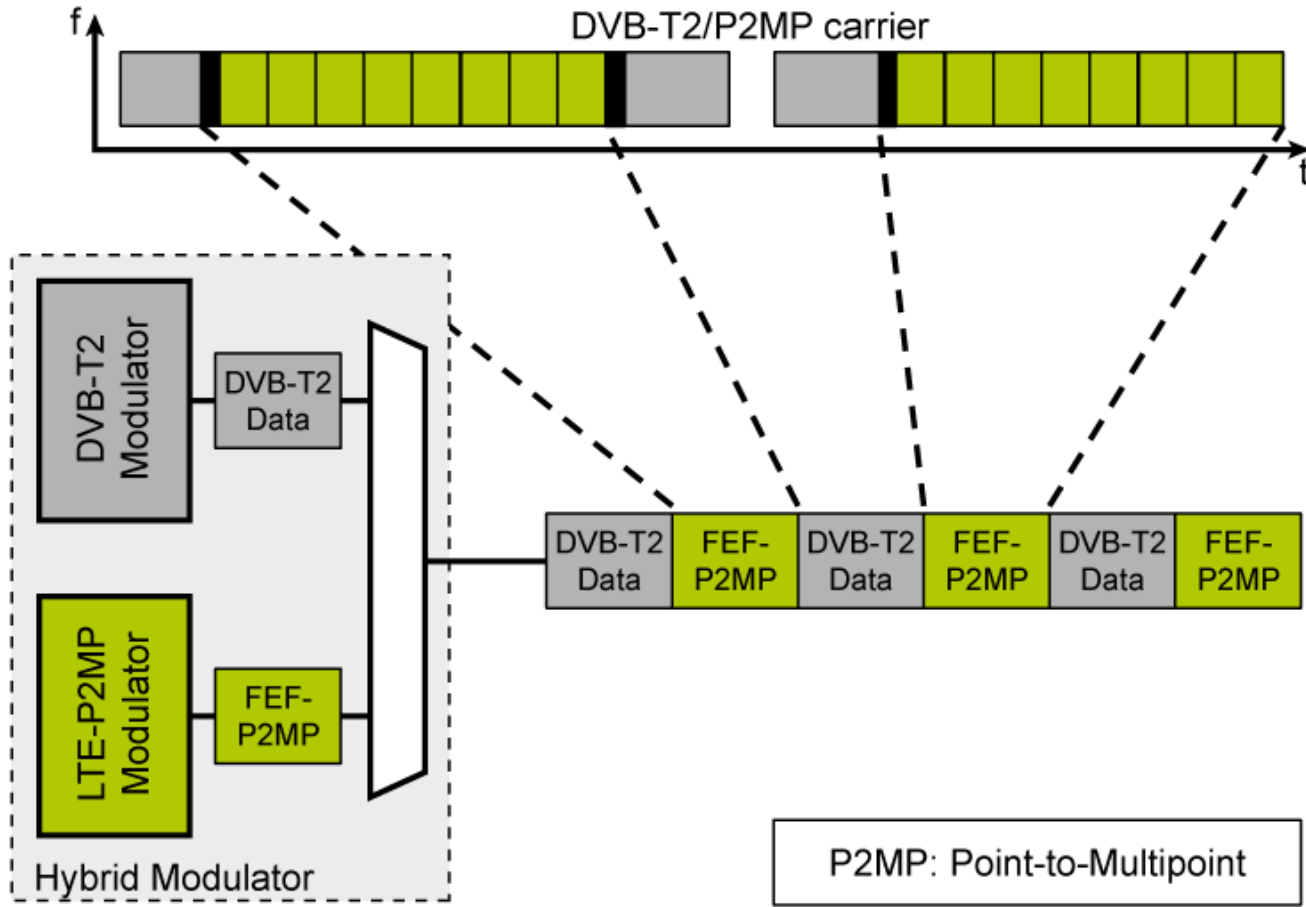 f
DVB-T2/P2MP carrier
t
DVB-T2
Modulator
DVB-T2
Data
LTE-P2MP
Modulator
FEF-
P2MP
Hybrid Modulator
DVB-T2
Data
FEF-
P2MP
DVB-T2
Data
FEF-
P2MP
DVB-T2
Data
FEF-
P2MP
P2MP: Point-to-Multipoint